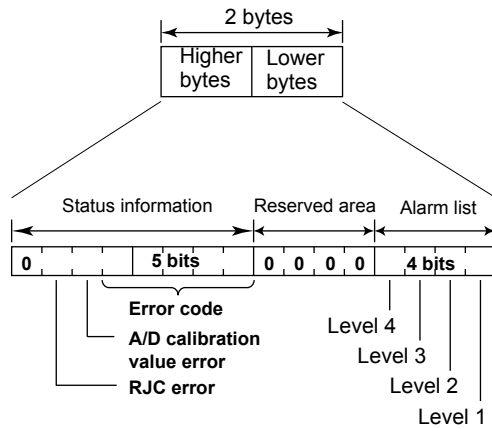 2 bytes
Higher bytes
Lower bytes
Status information
Reserved area
Alarm list
0
5 bits
0 0 0 0
4 bits
Error code
A/D calibration
value error
RJC error
Level 4
Level 3
Level 2
Level 1